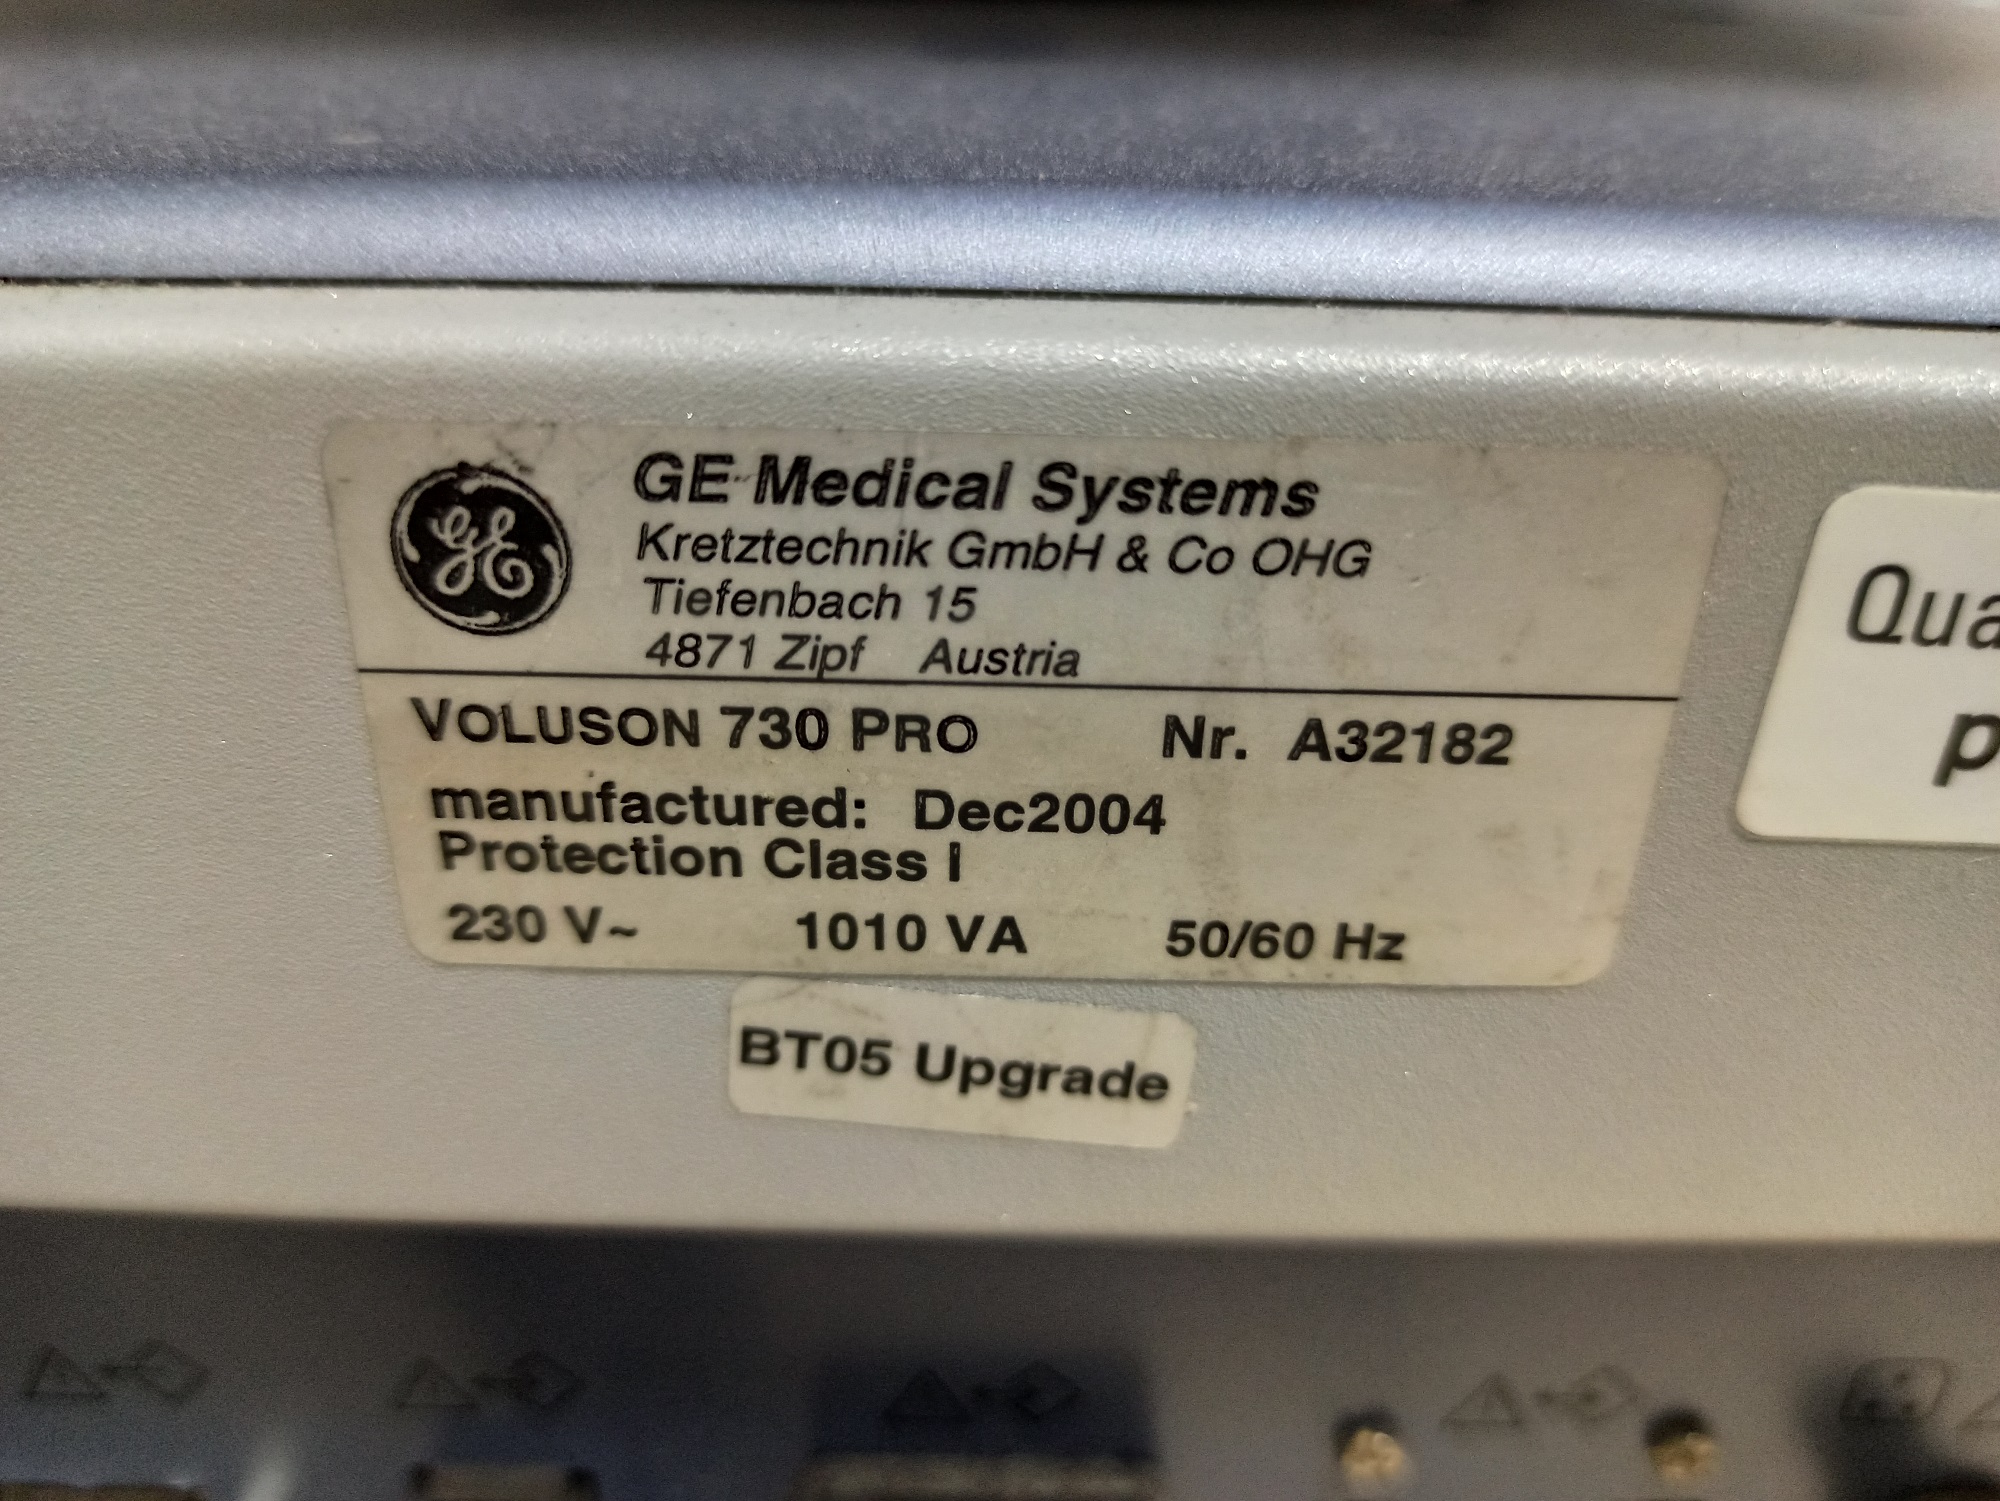 GE
GE Medical Systems
Kretztechnik GmbH & Co OHG
Tiefenbach 15
4871 Zipf Austria
VOLUSON 730 PRO Nr. A32182
manufactured: Dec2004
Protection Class I
230 V~ 1010 VA 50/60 Hz
BT05 Upgrade